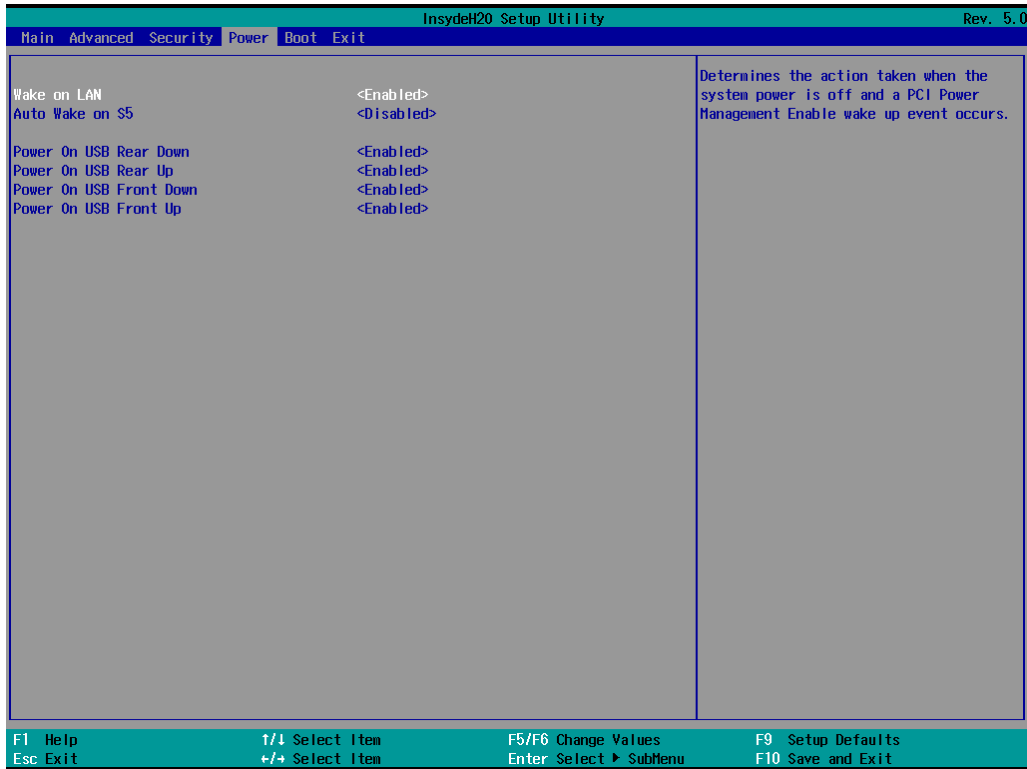 InsydeH20 Setup Utility Rev. 5.0
Main Advanced Security Power Boot Exit
Wake on LAN <Enabled>
Auto Wake on S5 <Disabled>
Power On USB Rear Down <Enabled>
Power On USB Rear Up <Enabled>
Power On USB Front Down <Enabled>
Power On USB Front Up <Enabled>
Determines the action taken when the
system power is off and a PCI Power
Management Enable wake up event occurs.
F1 Help ↑/↓ Select Item F5/F6 Change Values F9 Setup Defaults
Esc Exit ←/→ Select Item Enter Select ▶ SubMenu F10 Save and Exit